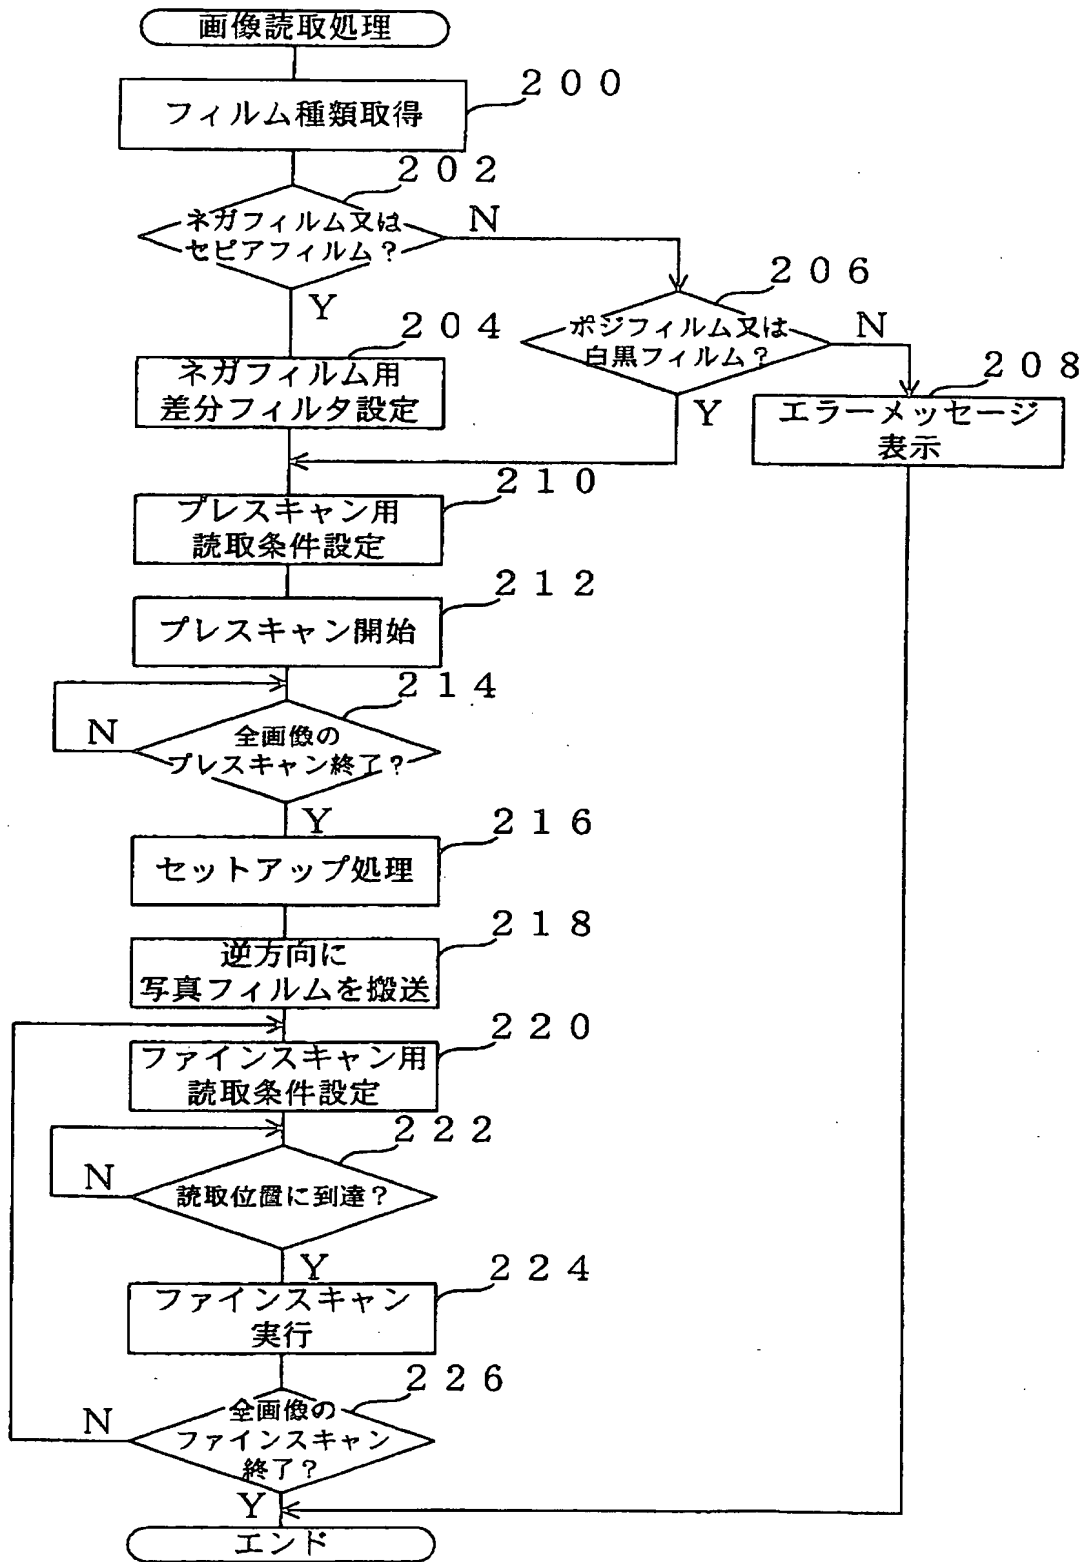 画像読取処理
200
フィルム種類取得
202
ネガフィルム又は
セピアフィルム?
N
Y
204
ネガフィルム用
差分フィルタ設定
206
ポジフィルム又は
白黒フィルム?
N
Y
208
エラーメッセージ
表示
210
プレスキャン用
読取条件設定
212
プレスキャン開始
214
全画像の
プレスキャン終了?
N
Y
216
セットアップ処理
218
逆方向に
写真フィルムを搬送
220
ファインスキャン用
読取条件設定
222
読取位置に到達?
N
Y
224
ファインスキャン
実行
226
全画像の
ファインスキャン
終了?
N
Y
エンド